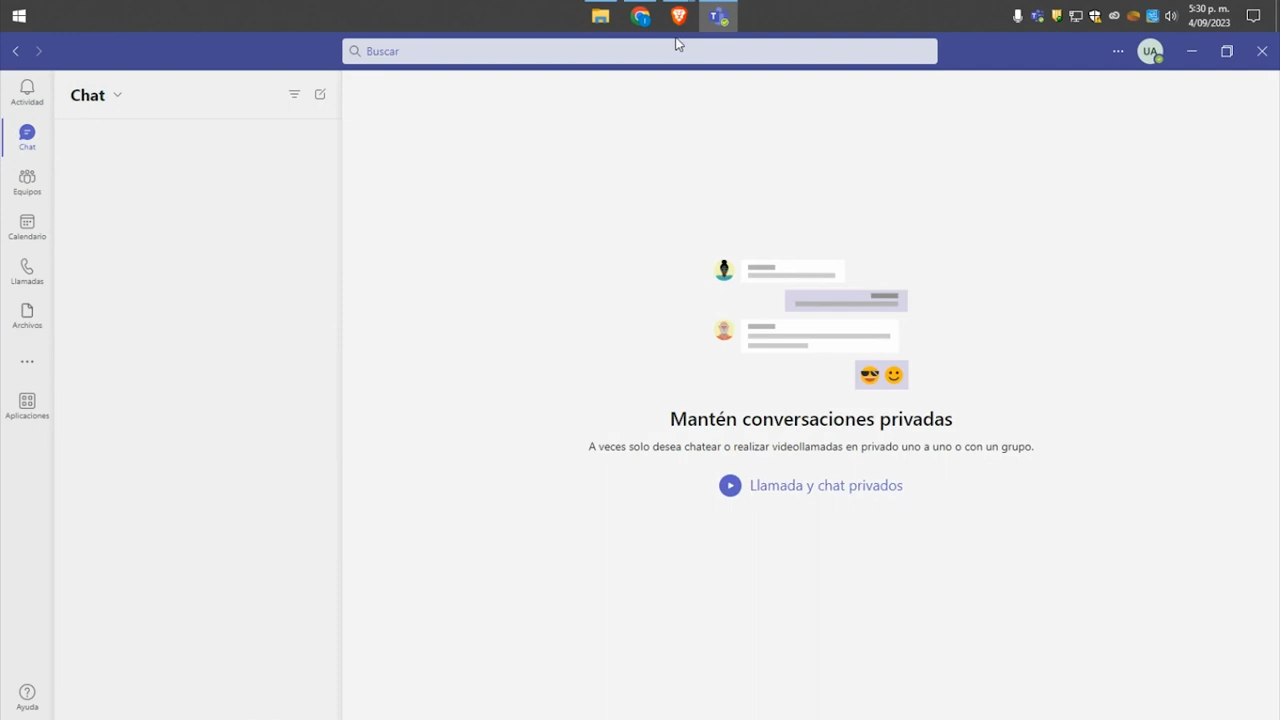 5:30 p. m.
4/09/2023
Buscar
UA
Actividad
Chat
Chat
Equipos
Calendario
Llamadas
Archivos
Aplicaciones
Ayuda
Mantén conversaciones privadas
A veces solo desea chatear o realizar videollamadas en privado uno a uno o con un grupo.
Llamada y chat privados